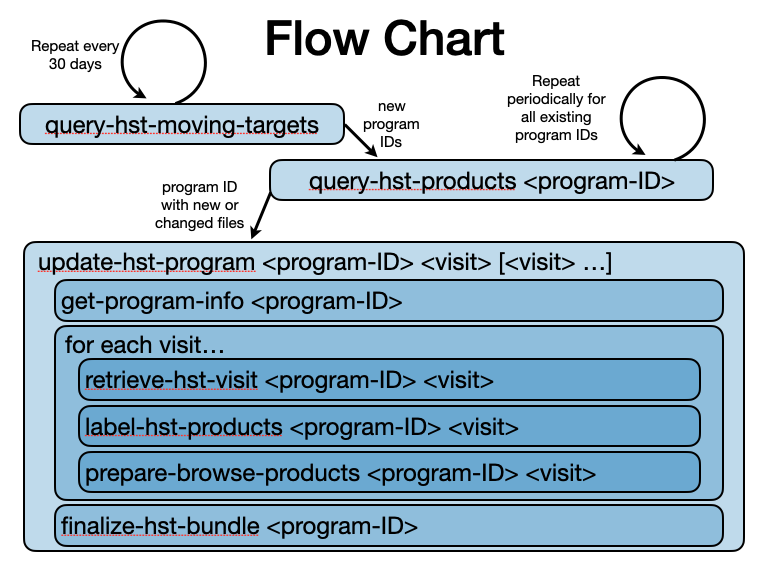 Flow Chart
Repeat every
30 days
query-hst-moving-targets
new
program
IDs
Repeat
periodically for
all existing
program IDs
query-hst-products <program-ID>
program ID
with new or
changed files
update-hst-program <program-ID> <visit> [<visit> …]
get-program-info <program-ID>
for each visit…
retrieve-hst-visit <program-ID> <visit>
label-hst-products <program-ID> <visit>
prepare-browse-products <program-ID> <visit>
finalize-hst-bundle <program-ID>